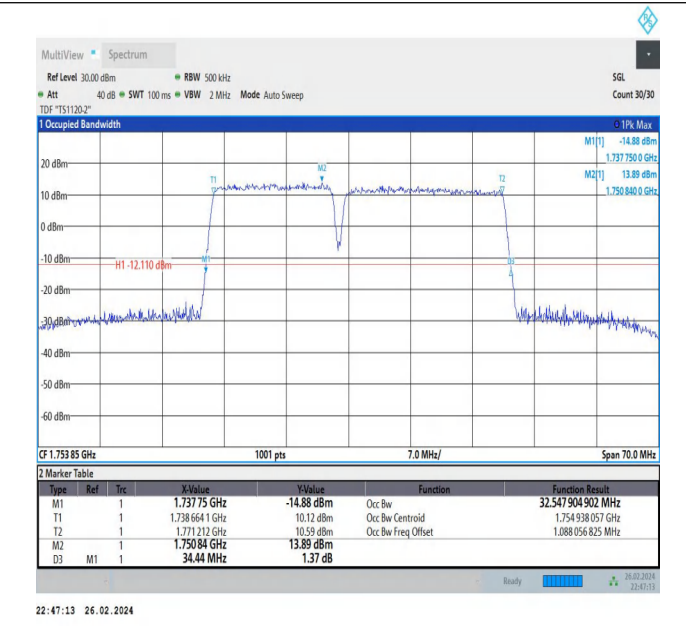 R S
MultiView Spectrum
Ref Level 30.00 dBm RBW 500 kHz SGL
Att 40 dB SWT 100 ms VBW 2 MHz Mode Auto Sweep Count 30/30
TDF "TS1120-2"
1 Occupied Bandwidth 1Pk Max
M1[1] -14.88 dBm
1.737 750 0 GHz
M2[1] 13.89 dBm
1.750 840 0 GHz
20 dBm
T1 M2 T2
10 dBm
0 dBm
-10 dBm
H1 -12.110 dBm M1 D3
-20 dBm
-30 dBm
-40 dBm
-50 dBm
-60 dBm
CF 1.753 85 GHz 1001 pts 7.0 MHz/ Span 70.0 MHz
2 Marker Table
Type Ref Trc X-Value Y-Value Function Function Result
M1 1 1.737 75 GHz -14.88 dBm Occ Bw 32.547 904 902 MHz
T1 1 1.738 664 1 GHz 10.12 dBm Occ Bw Centroid 1.754 938 057 GHz
T2 1 1.771 212 GHz 10.59 dBm Occ Bw Freq Offset 1.088 056 825 MHz
M2 1 1.750 84 GHz 13.89 dBm
D3 M1 1 34.44 MHz 1.37 dB
Ready 26.02.2024
22:47:13
22:47:13 26.02.2024